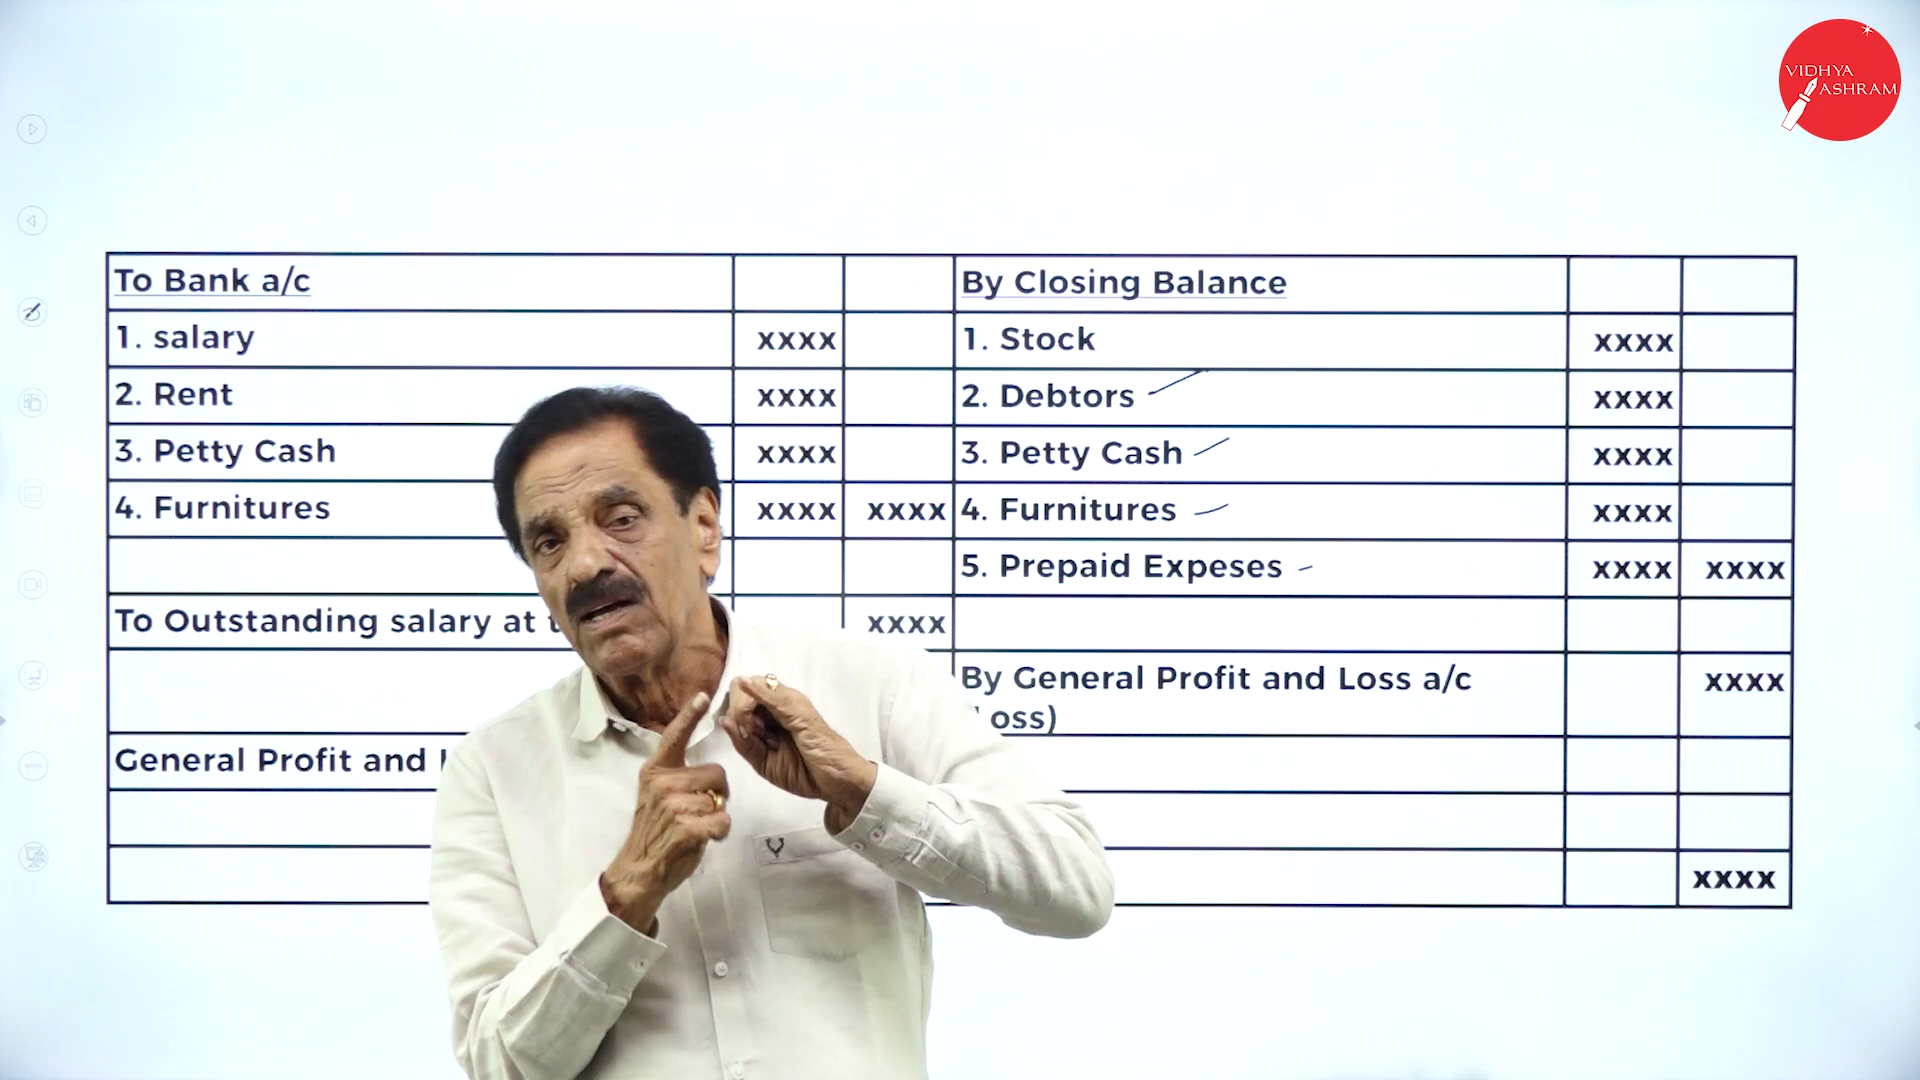 VIDHYA
ASHRAM
To Bank a/c
By Closing Balance
1. salary xxxx
1. Stock xxxx
2. Rent xxxx
2. Debtors xxxx
3. Petty Cash xxxx
3. Petty Cash xxxx
4. Furnitures xxxx xxxx
4. Furnitures xxxx
5. Prepaid Expeses xxxx xxxx
To Outstanding salary at xxxx
By General Profit and Loss a/c xxxx
oss)
General Profit and
xxxx